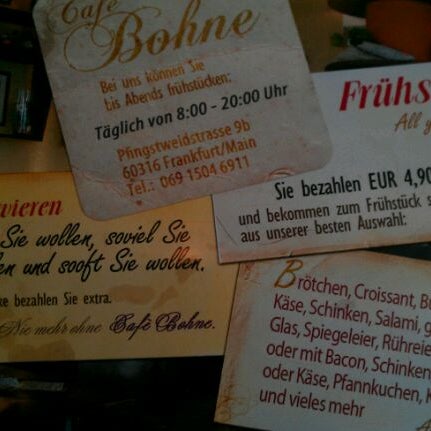 Café
Bohne
Bei uns können Sie
bis Abends frühstücken:
Täglich von 8:00 - 20:00 Uhr
Pfingstweidstrasse 9b
60316 Frankfurt/Main
Tel.: 069 1504 6911
Frühs
All y
Sie bezahlen EUR 4,90
und bekommen zum Frühstück s
aus unserer besten Auswahl:
vieren
Sie wollen, soviel Sie
en und sooft Sie wollen.
ke bezahlen Sie extra.
Nie mehr ohne Café Bohne.
Brötchen, Croissant, Bu
Käse, Schinken, Salami, g
Glas, Spiegeleier, Rührei
oder mit Bacon, Schinken
oder Käse, Pfannkuchen, K
und vieles mehr